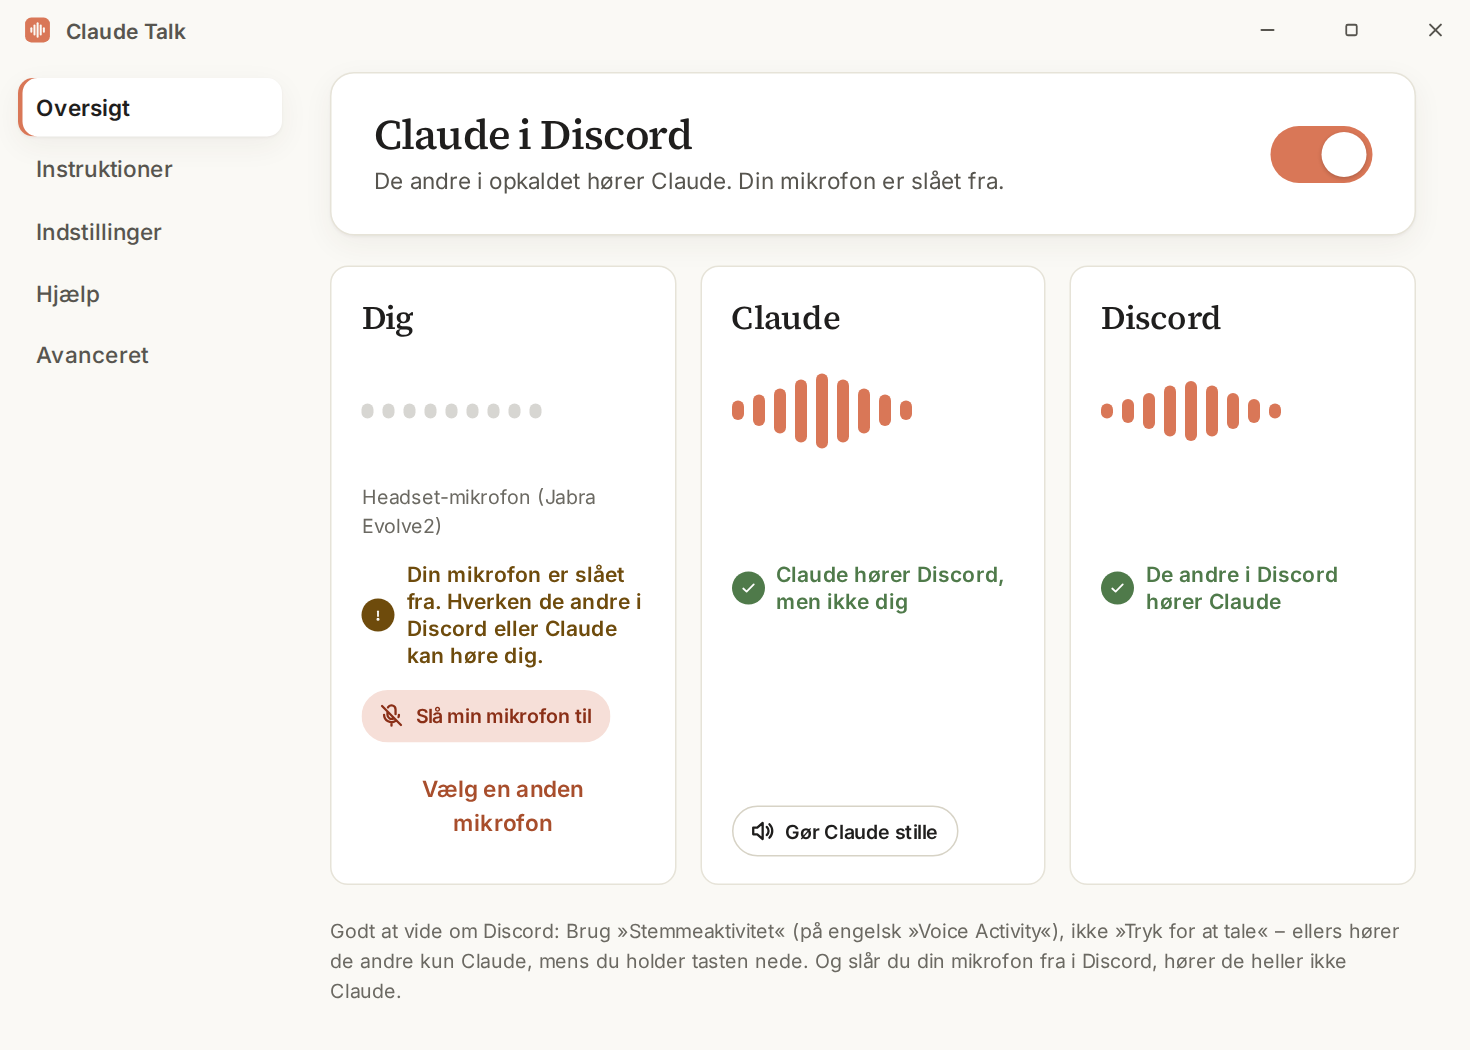 Claude Talk
Oversigt
Instruktioner
Indstillinger
Hjælp
Avanceret
Claude i Discord
De andre i opkaldet hører Claude. Din mikrofon er slået fra.
Dig
Headset-mikrofon (Jabra
Evolve2)
Din mikrofon er slået
fra. Hverken de andre i
Discord eller Claude
kan høre dig.
Slå min mikrofon til
Vælg en anden
mikrofon
Claude
Claude hører Discord,
men ikke dig
Gør Claude stille
Discord
De andre i Discord
hører Claude
Godt at vide om Discord: Brug »Stemmeaktivitet« (på engelsk »Voice Activity«), ikke »Tryk for at tale« – ellers hører
de andre kun Claude, mens du holder tasten nede. Og slår du din mikrofon fra i Discord, hører de heller ikke
Claude.